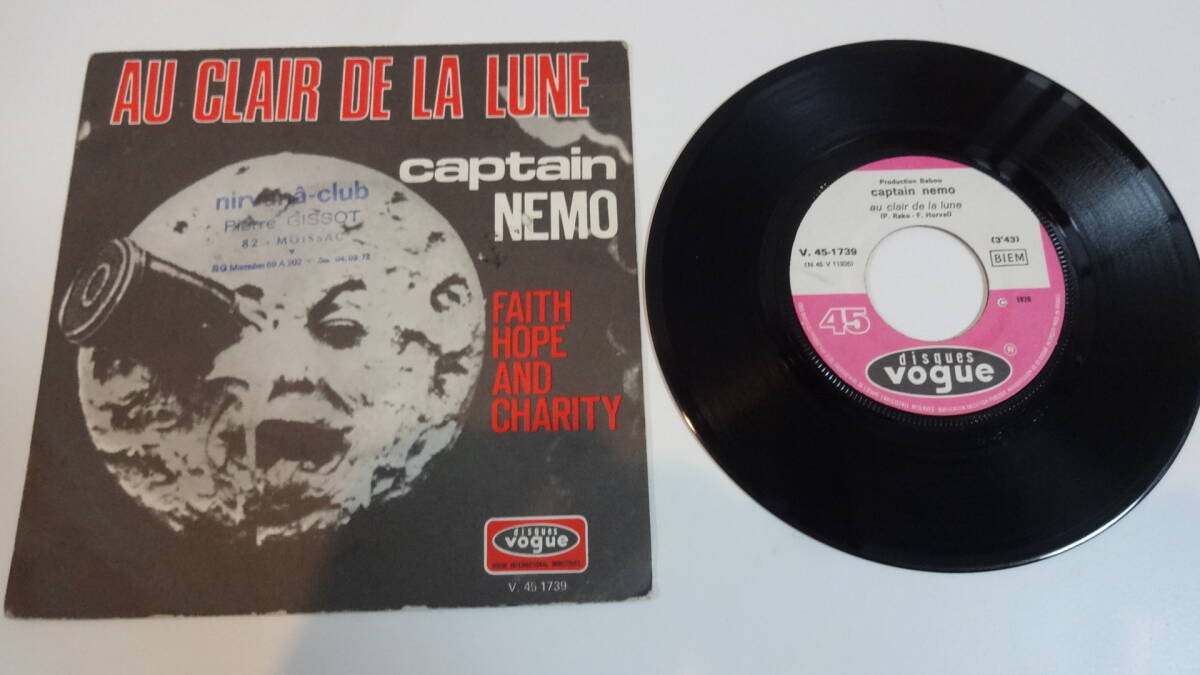 AU CLAIR DE LA LUNE
captain
NEMO
nirvanâ-club
Pierre GISSOT
82 - MOISSAC
FAITH
HOPE
AND
CHARITY
disques
vogue
V. 45 1739
Production Baboo
captain nemo
au clair de la lune
(P. Rako - F. Horvall)
V. 45-1739
(3'43)
BIEM
45
disques
vogue
®